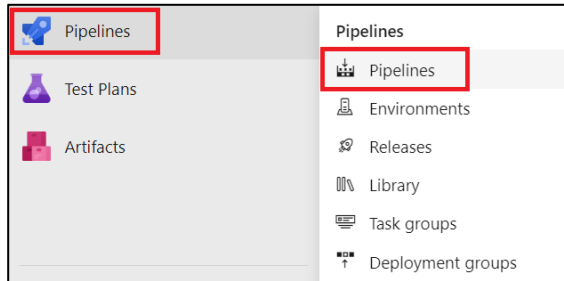 Pipelines
Test Plans
Artifacts
Pipelines
Pipelines
Environments
Releases
Library
Task groups
Deployment groups